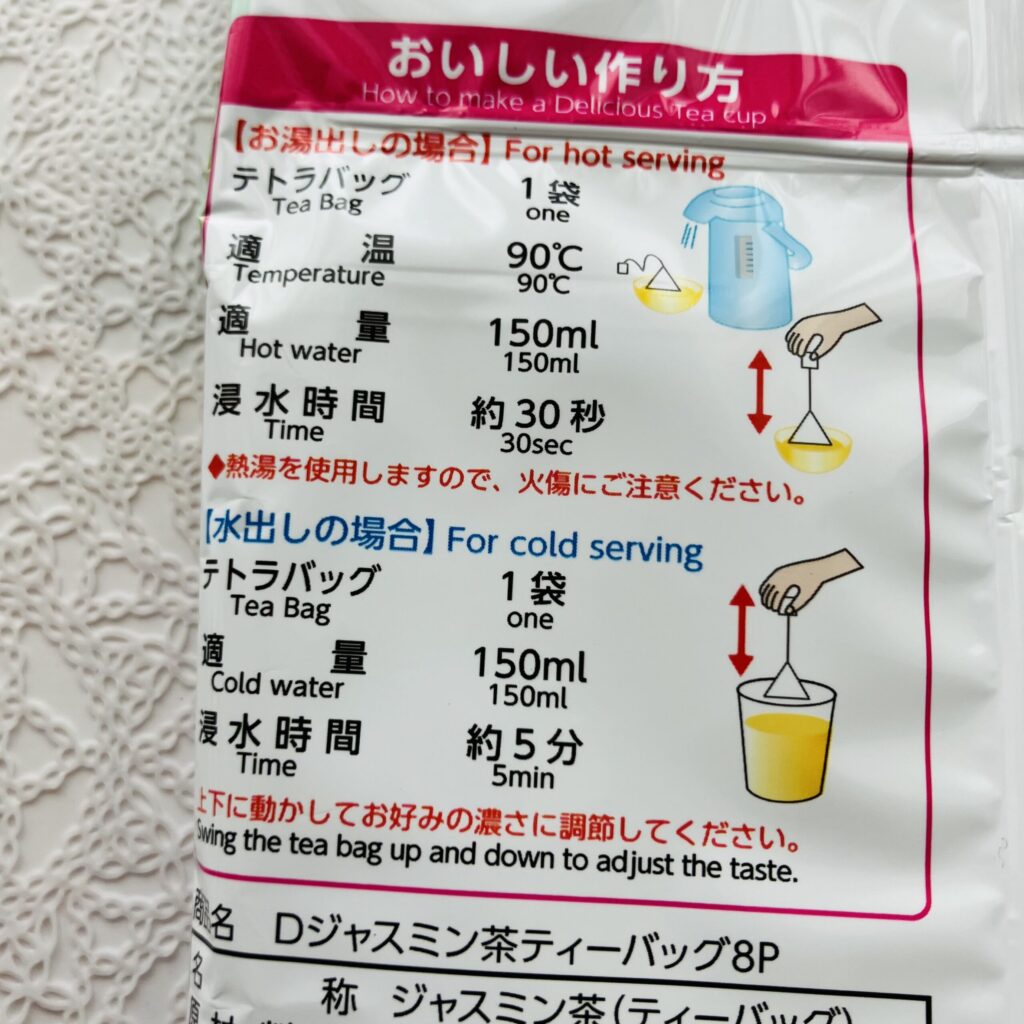 おいしい作り方
How to make a Delicious Tea cup
【お湯出しの場合】For hot serving
テトラバッグ 1袋
Tea Bag one
適温 90℃
Temperature 90℃
適量 150ml
Hot water 150ml
浸水時間 約30秒
Time 30sec
◆熱湯を使用しますので、火傷にご注意ください。
【水出しの場合】For cold serving
テトラバッグ 1袋
Tea Bag one
適量 150ml
Cold water 150ml
浸水時間 約5分
Time 5min
上下に動かしてお好みの濃さに調節してください。
Swing the tea bag up and down to adjust the taste.
商品名 Dジャスミン茶ティーバッグ8P
名称 ジャスミン茶(ティーバッグ)